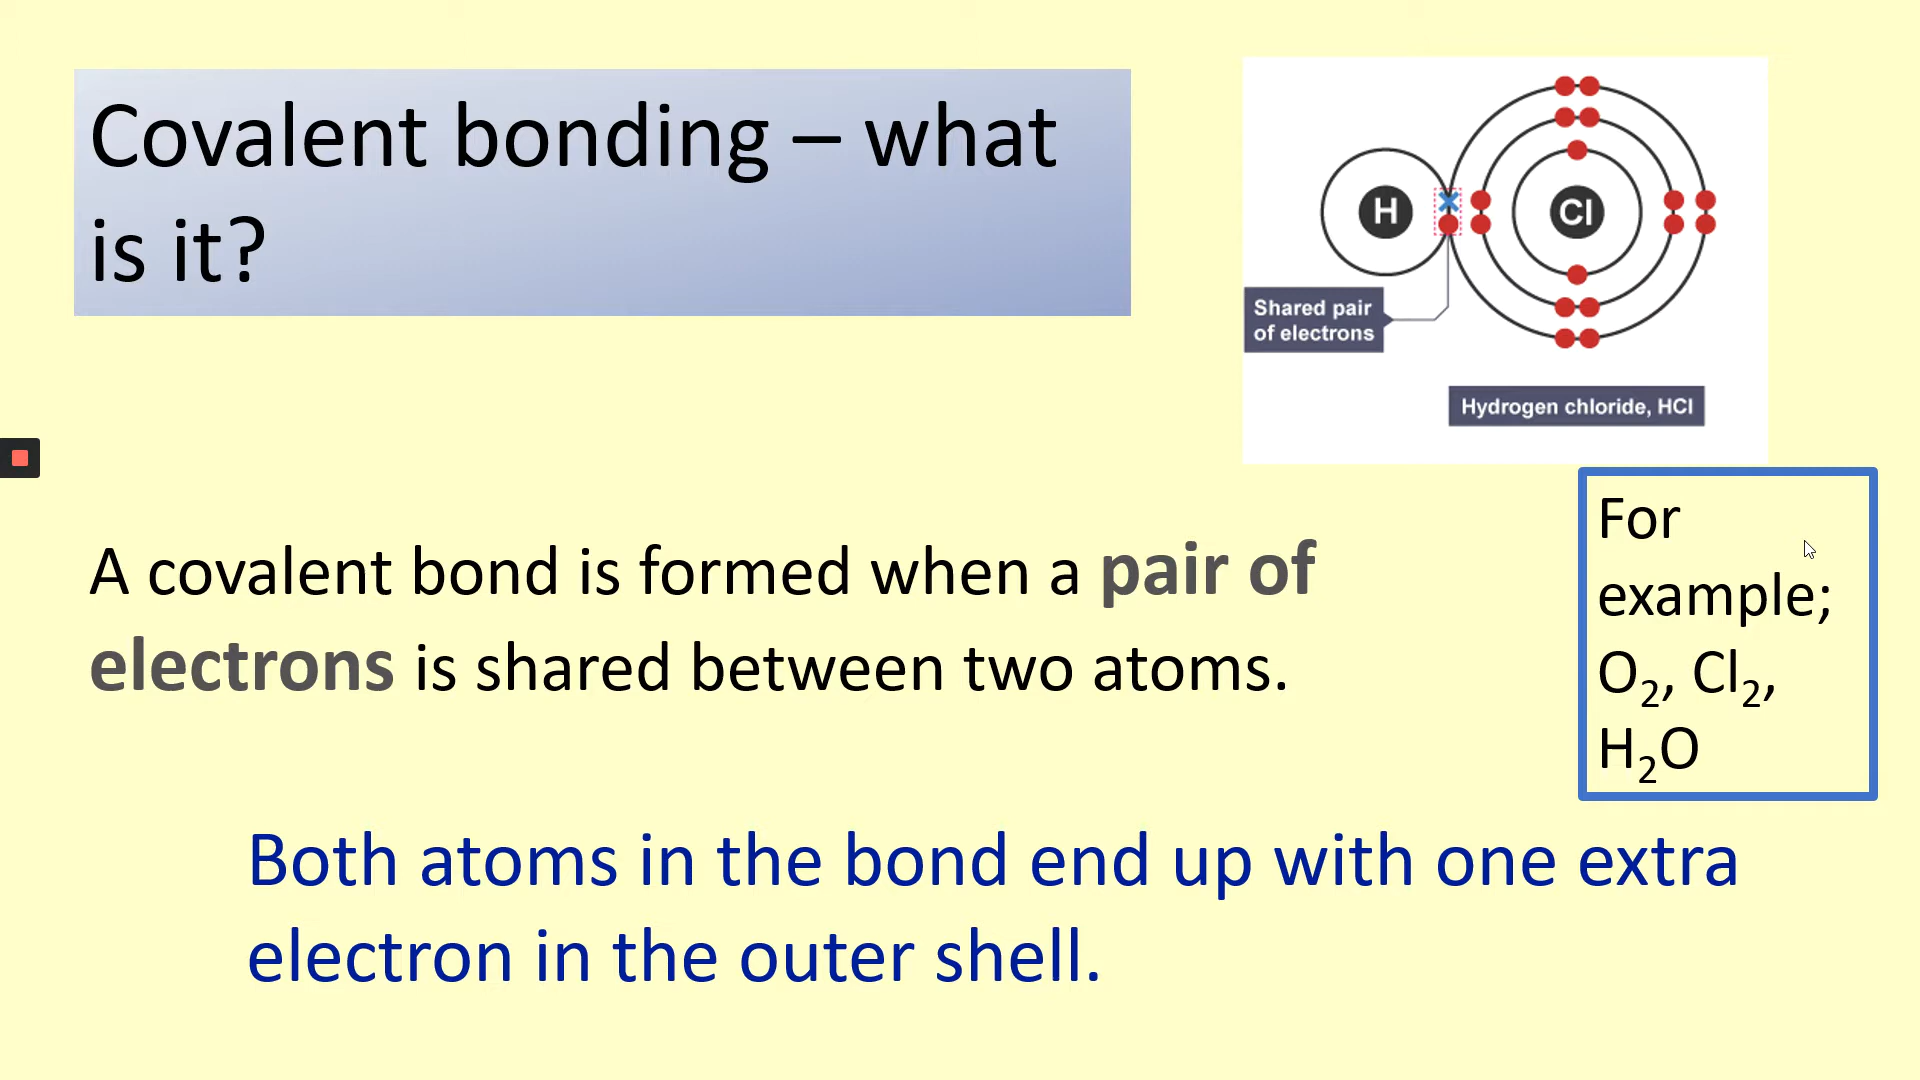 Covalent bonding – what
is it?
H
Cl
Shared pair
of electrons
Hydrogen chloride, HCl
A covalent bond is formed when a pair of
electrons is shared between two atoms.
For
example;
O₂, Cl₂,
H₂O
Both atoms in the bond end up with one extra
electron in the outer shell.